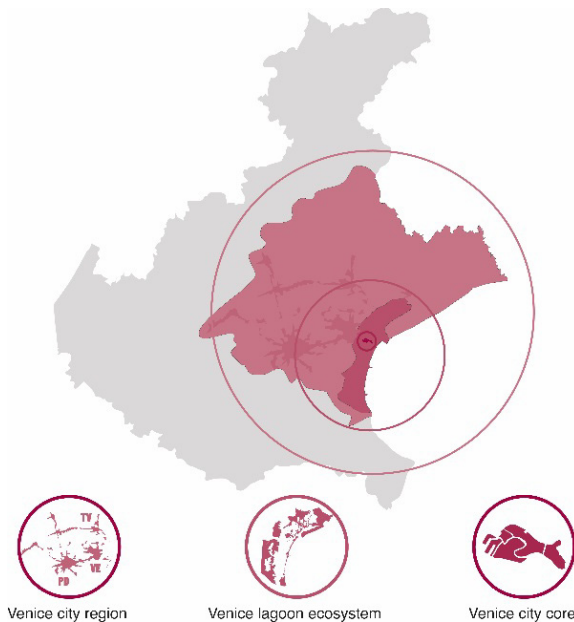 TV
VE
PD
Venice city region
Venice lagoon ecosystem
Venice city core